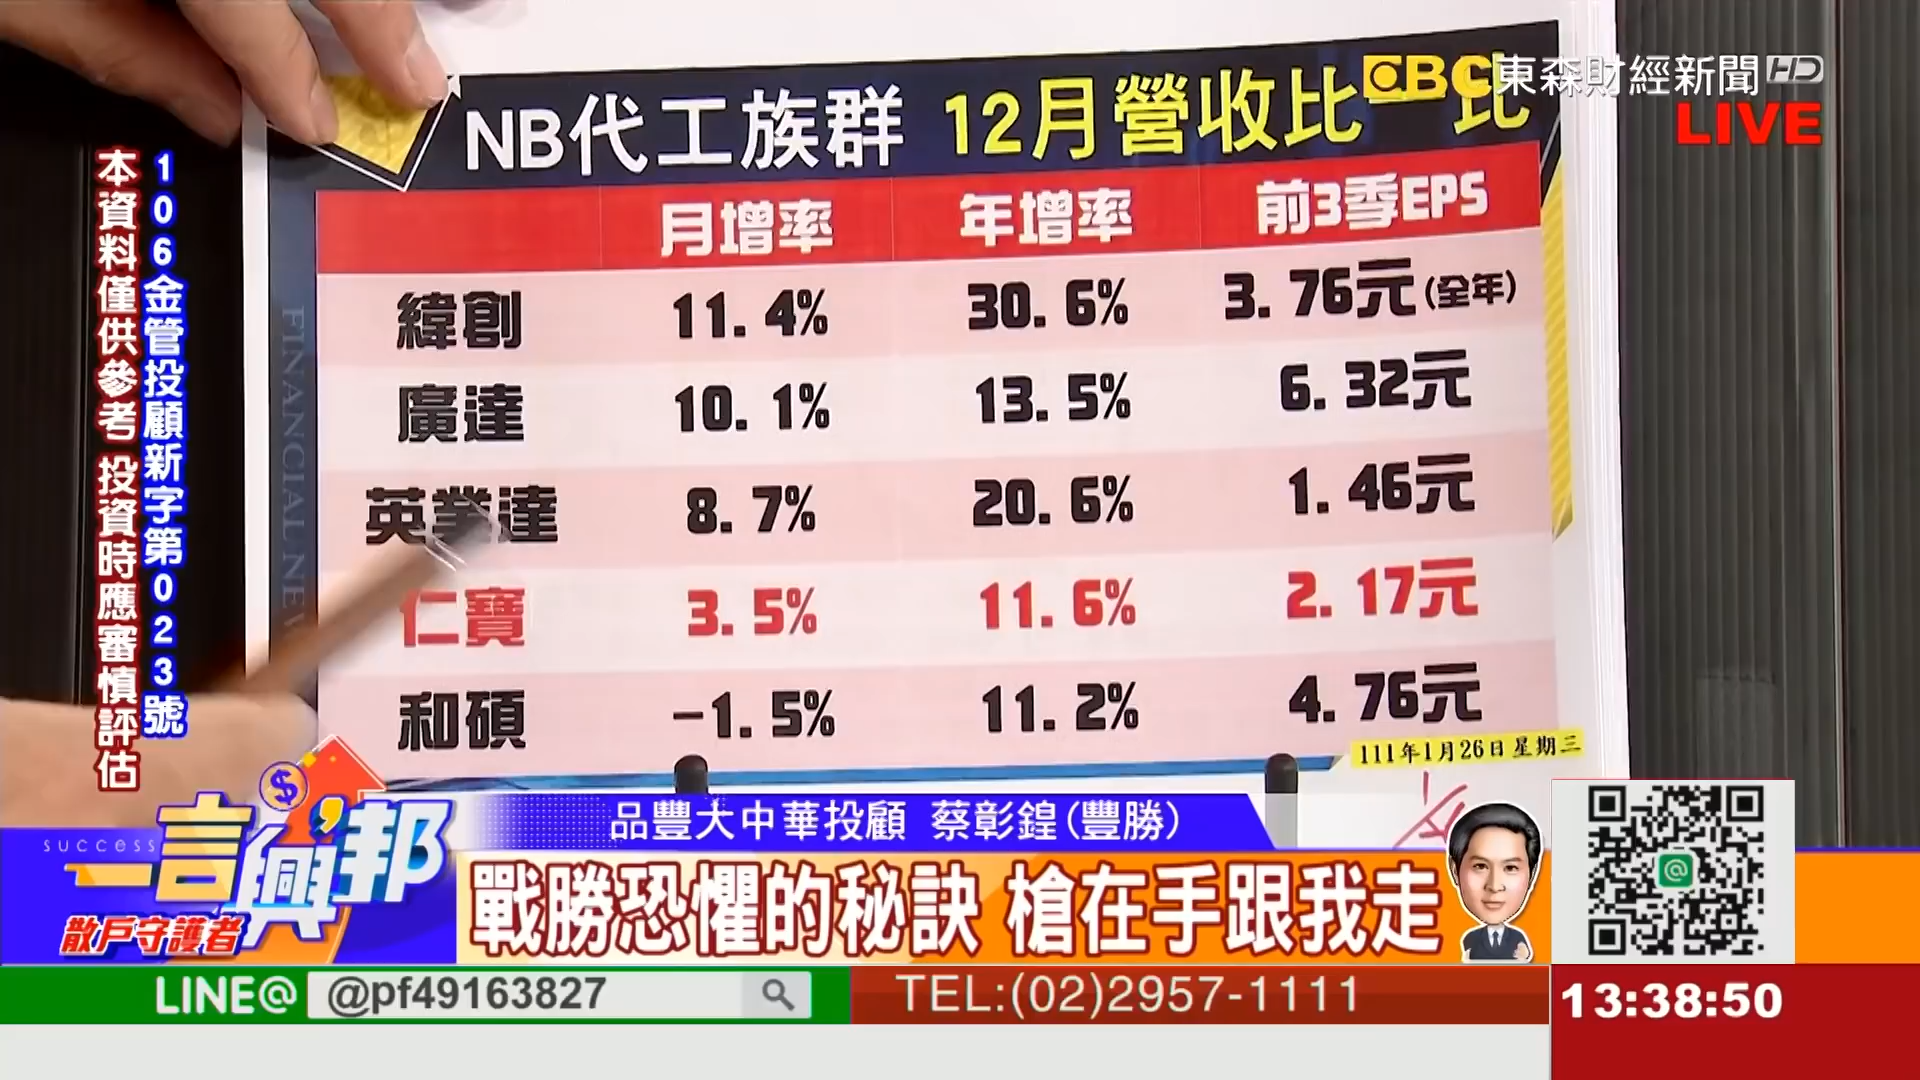 EBC東森財經新聞HD
LIVE
NB代工族群 12月營收比一比
月增率 年增率 前3季EPS
緯創 11.4% 30.6% 3.76元(全年)
廣達 10.1% 13.5% 6.32元
英業達 8.7% 20.6% 1.46元
仁寶 3.5% 11.6% 2.17元
和碩 -1.5% 11.2% 4.76元
FINANCIAL NEW
111年1月26日星期三
106金管投顧新字第023號
本資料僅供參考 投資時應審慎評估
success
一言興邦
散戶守護者
品豐大中華投顧 蔡彰鍠(豐勝)
戰勝恐懼的秘訣 槍在手跟我走
LINE@ @pf49163827
TEL:(02)2957-1111
13:38:50